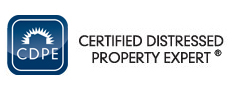 CDPE
CERTIFIED DISTRESSED
PROPERTY EXPERT ®